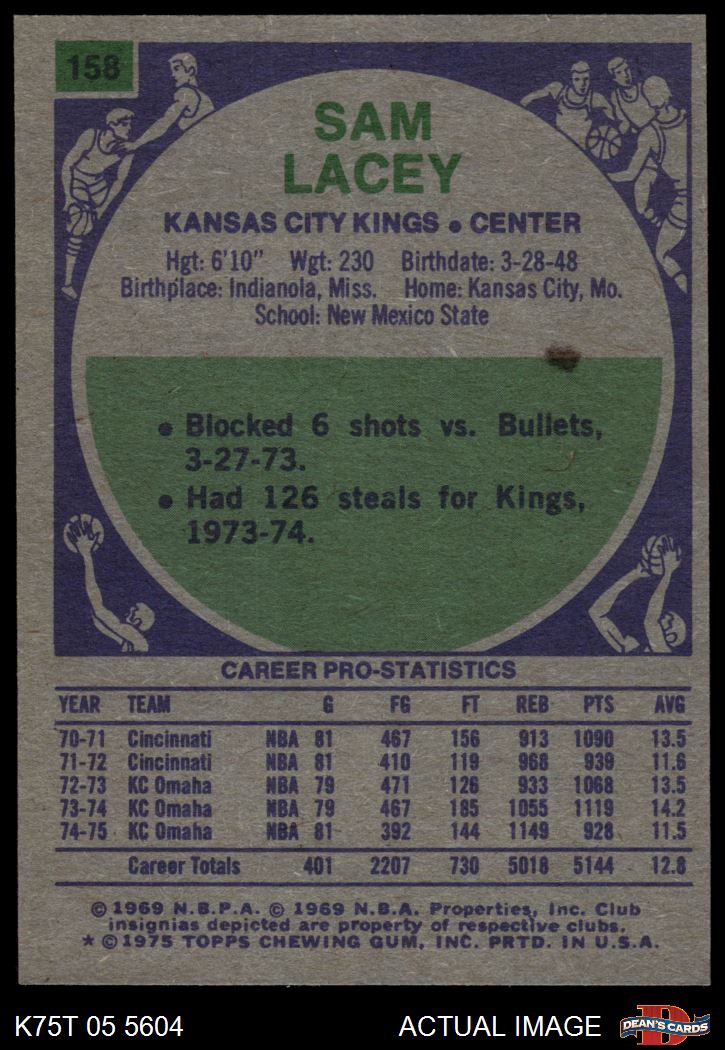 158
SAM
LACEY
KANSAS CITY KINGS • CENTER
Hgt: 6'10" Wgt: 230 Birthdate: 3-28-48
Birthplace: Indianola, Miss. Home: Kansas City, Mo.
School: New Mexico State
• Blocked 6 shots vs. Bullets,
3-27-73.
• Had 126 steals for Kings,
1973-74.
CAREER PRO-STATISTICS
YEAR TEAM G FG FT REB PTS AVG
70-71 Cincinnati NBA 81 467 156 913 1090 13.5
71-72 Cincinnati NBA 81 410 119 968 939 11.6
72-73 KC Omaha NBA 79 471 126 933 1068 13.5
73-74 KC Omaha NBA 79 467 185 1055 1119 14.2
74-75 KC Omaha NBA 81 392 144 1149 928 11.5
Career Totals 401 2207 730 5018 5144 12.8
© 1969 N.B.P.A. © 1969 N.B.A. Properties, Inc. Club
insignias depicted are property of respective clubs.
* © 1975 TOPPS CHEWING GUM, INC. PRTD. IN U.S.A.
K75T 05 5604 ACTUAL IMAGE D DEAN'S CARDS